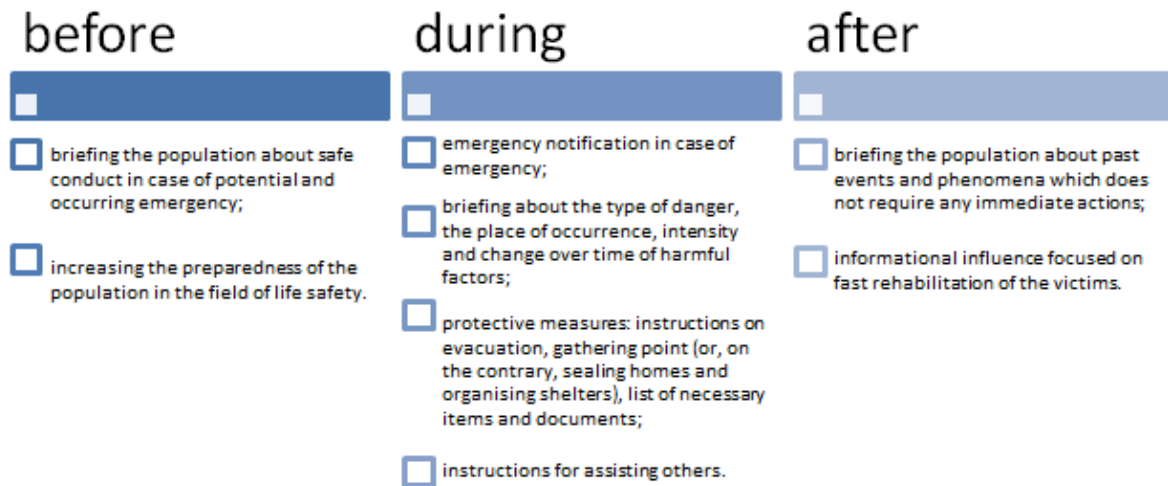 before
briefing the population about safe
conduct in case of potential and
occurring emergency;
increasing the preparedness of the
population in the field of life safety.
during
emergency notification in case of
emergency;
briefing about the type of danger,
the place of occurrence, intensity
and change over time of harmful
factors;
protective measures: instructions on
evacuation, gathering point (or, on
the contrary, sealing homes and
organising shelters), list of necessary
items and documents;
instructions for assisting others.
after
briefing the population about past
events and phenomena which does
not require any immediate actions;
informational influence focused on
fast rehabilitation of the victims.